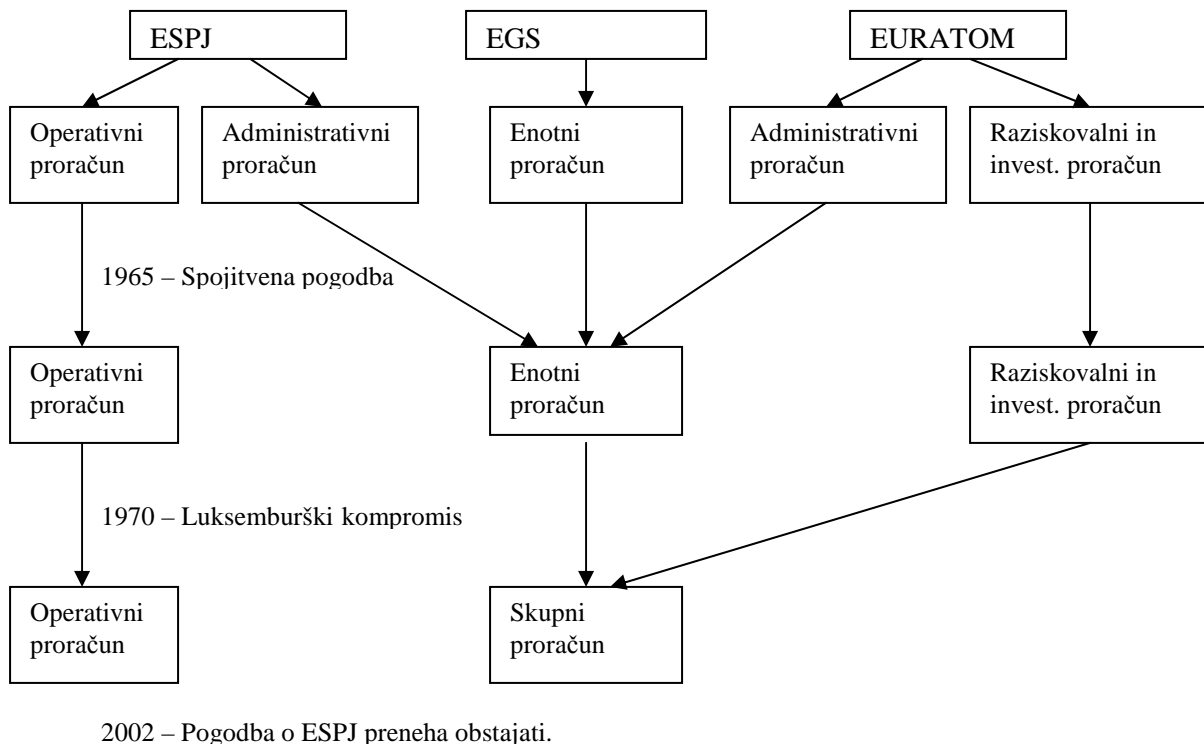 ESPJ
EGS
EURATOM
Operativni
proračun
Administrativni
proračun
Enotni
proračun
Administrativni
proračun
Raziskovalni in
invest. proračun
1965 – Spojitvena pogodba
Operativni
proračun
Enotni
proračun
Raziskovalni in
invest. proračun
1970 – Luksemburški kompromis
Operativni
proračun
Skupni
proračun
2002 – Pogodba o ESPJ preneha obstajati.